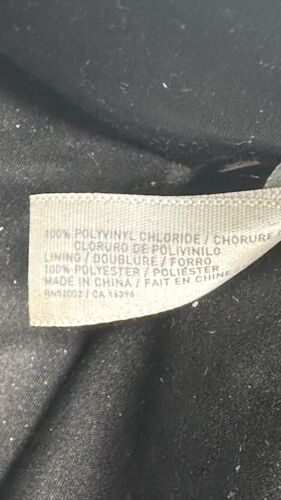 100% POLYVINYL CHLORIDE / CHORURE
CLORURO DE POLIVINILO
LINING / DOUBLURE / FORRO
100% POLYESTER / POLIÉSTER
MADE IN CHINA / FAIT EN CHINE
RN52002 / CA 16396